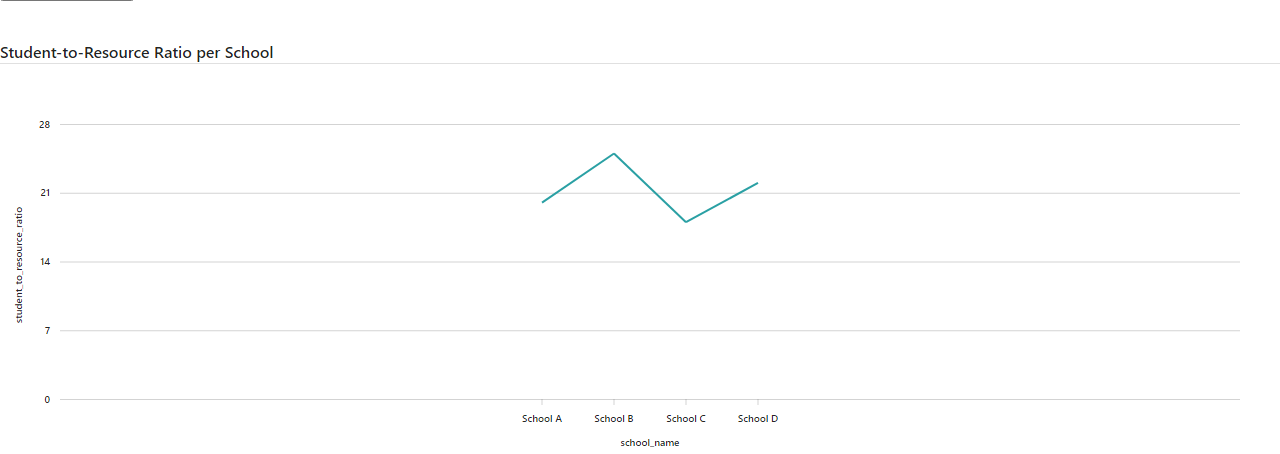 Student-to-Resource Ratio per School
28
21
14
7
0
student_to_resource_ratio
School A School B School C School D
school_name